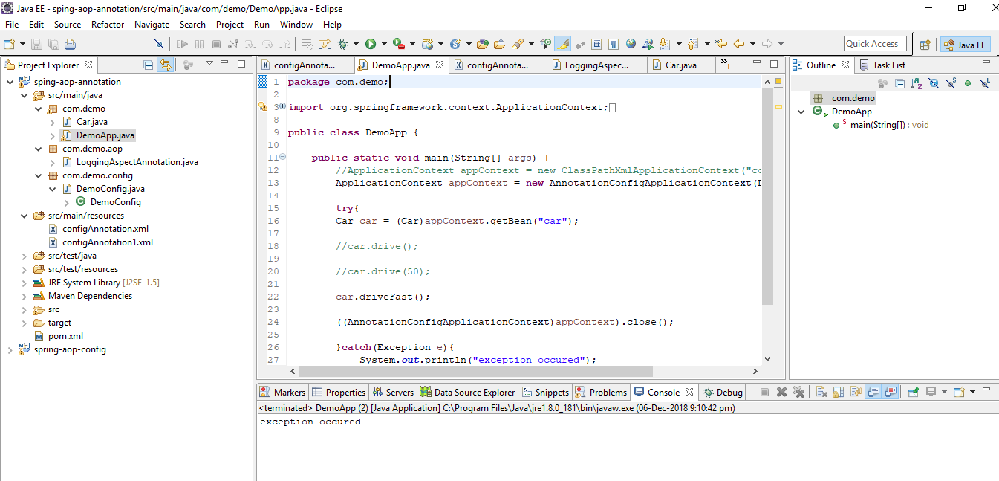 Java EE - sping-aop-annotation/src/main/java/com/demo/DemoApp.java - Eclipse
File Edit Source Refactor Navigate Search Project Run Window Help
Quick Access
Java EE
Project Explorer
sping-aop-annotation
src/main/java
com.demo
Car.java
DemoApp.java
com.demo.aop
LoggingAspectAnnotation.java
com.demo.config
DemoConfig.java
DemoConfig
src/main/resources
configAnnotation.xml
configAnnotation1.xml
src/test/java
src/test/resources
JRE System Library [J2SE-1.5]
Maven Dependencies
src
target
pom.xml
spring-aop-config
configAnnota... DemoApp.java configAnnota... LoggingAspec... Car.java »1
1 package com.demo;
2
3 import org.springframework.context.ApplicationContext;
8
9 public class DemoApp {
10
11 public static void main(String[] args) {
12 //ApplicationContext appContext = new ClassPathXmlApplicationContext("co
13 ApplicationContext appContext = new AnnotationConfigApplicationContext(D
14
15 try{
16 Car car = (Car)appContext.getBean("car");
17
18 //car.drive();
19
20 //car.drive(50);
21
22 car.driveFast();
23
24 ((AnnotationConfigApplicationContext)appContext).close();
25
26 }catch(Exception e){
27 System.out.println("exception occured");
Outline Task List
com.demo
DemoApp
main(String[]) : void
Markers Properties Servers Data Source Explorer Snippets Problems Console Debug
<terminated> DemoApp (2) [Java Application] C:\Program Files\Java\jre1.8.0_181\bin\javaw.exe (06-Dec-2018 9:10:42 pm)
exception occured